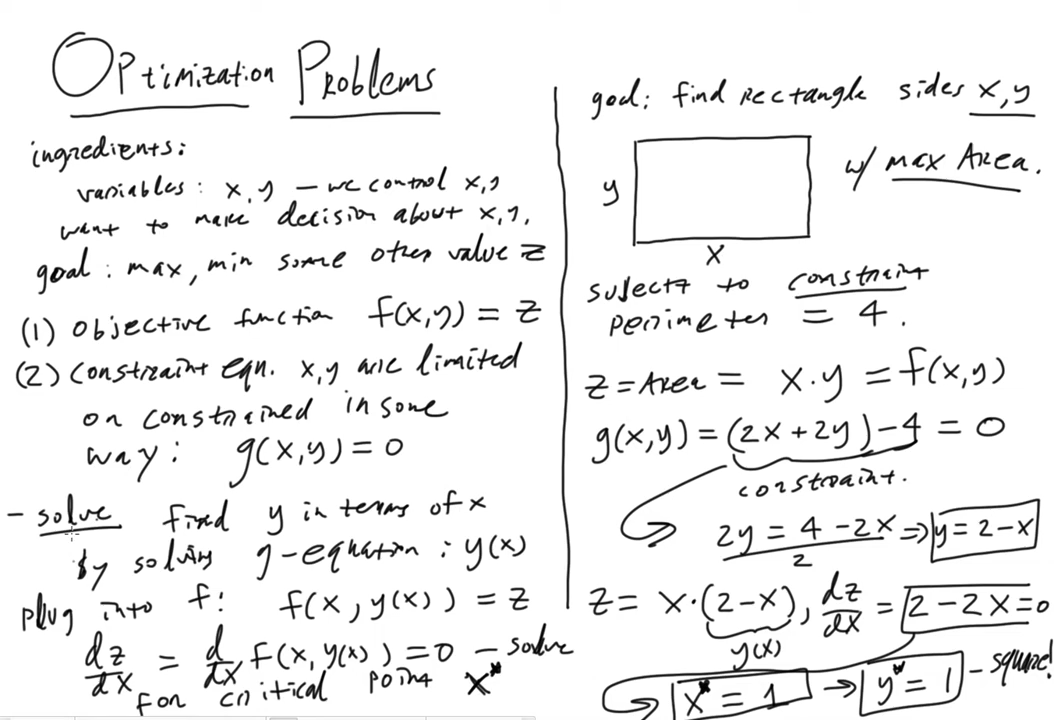 Optimization Problems
ingredients:
variables: x, y – we control x,y
want to make decision about x,y.
goal: max, min some other value z
(1) Objective function f(x,y) = z
(2) constraint eqn. x,y are limited
or constrained in some
way: g(x,y) = 0
- solve find y in terms of x
by solving g-equation: y(x)
plug into f: f(x, y(x)) = z
dz/dx = d/dx f(x, y(x)) = 0 – solve
for critical point x*
goal: find rectangle sides x,y
y
w/ max Area.
x
subject to constraint
perimeter = 4.
z = Area = x·y = f(x,y)
g(x,y) = (2x+2y)-4 = 0
constraint.
2y = 4-2x ⇒ y = 2-x
2
z = x·(2-x), dz/dx = 2-2x=0
y(x)
x* = 1 → y* = 1 - square!